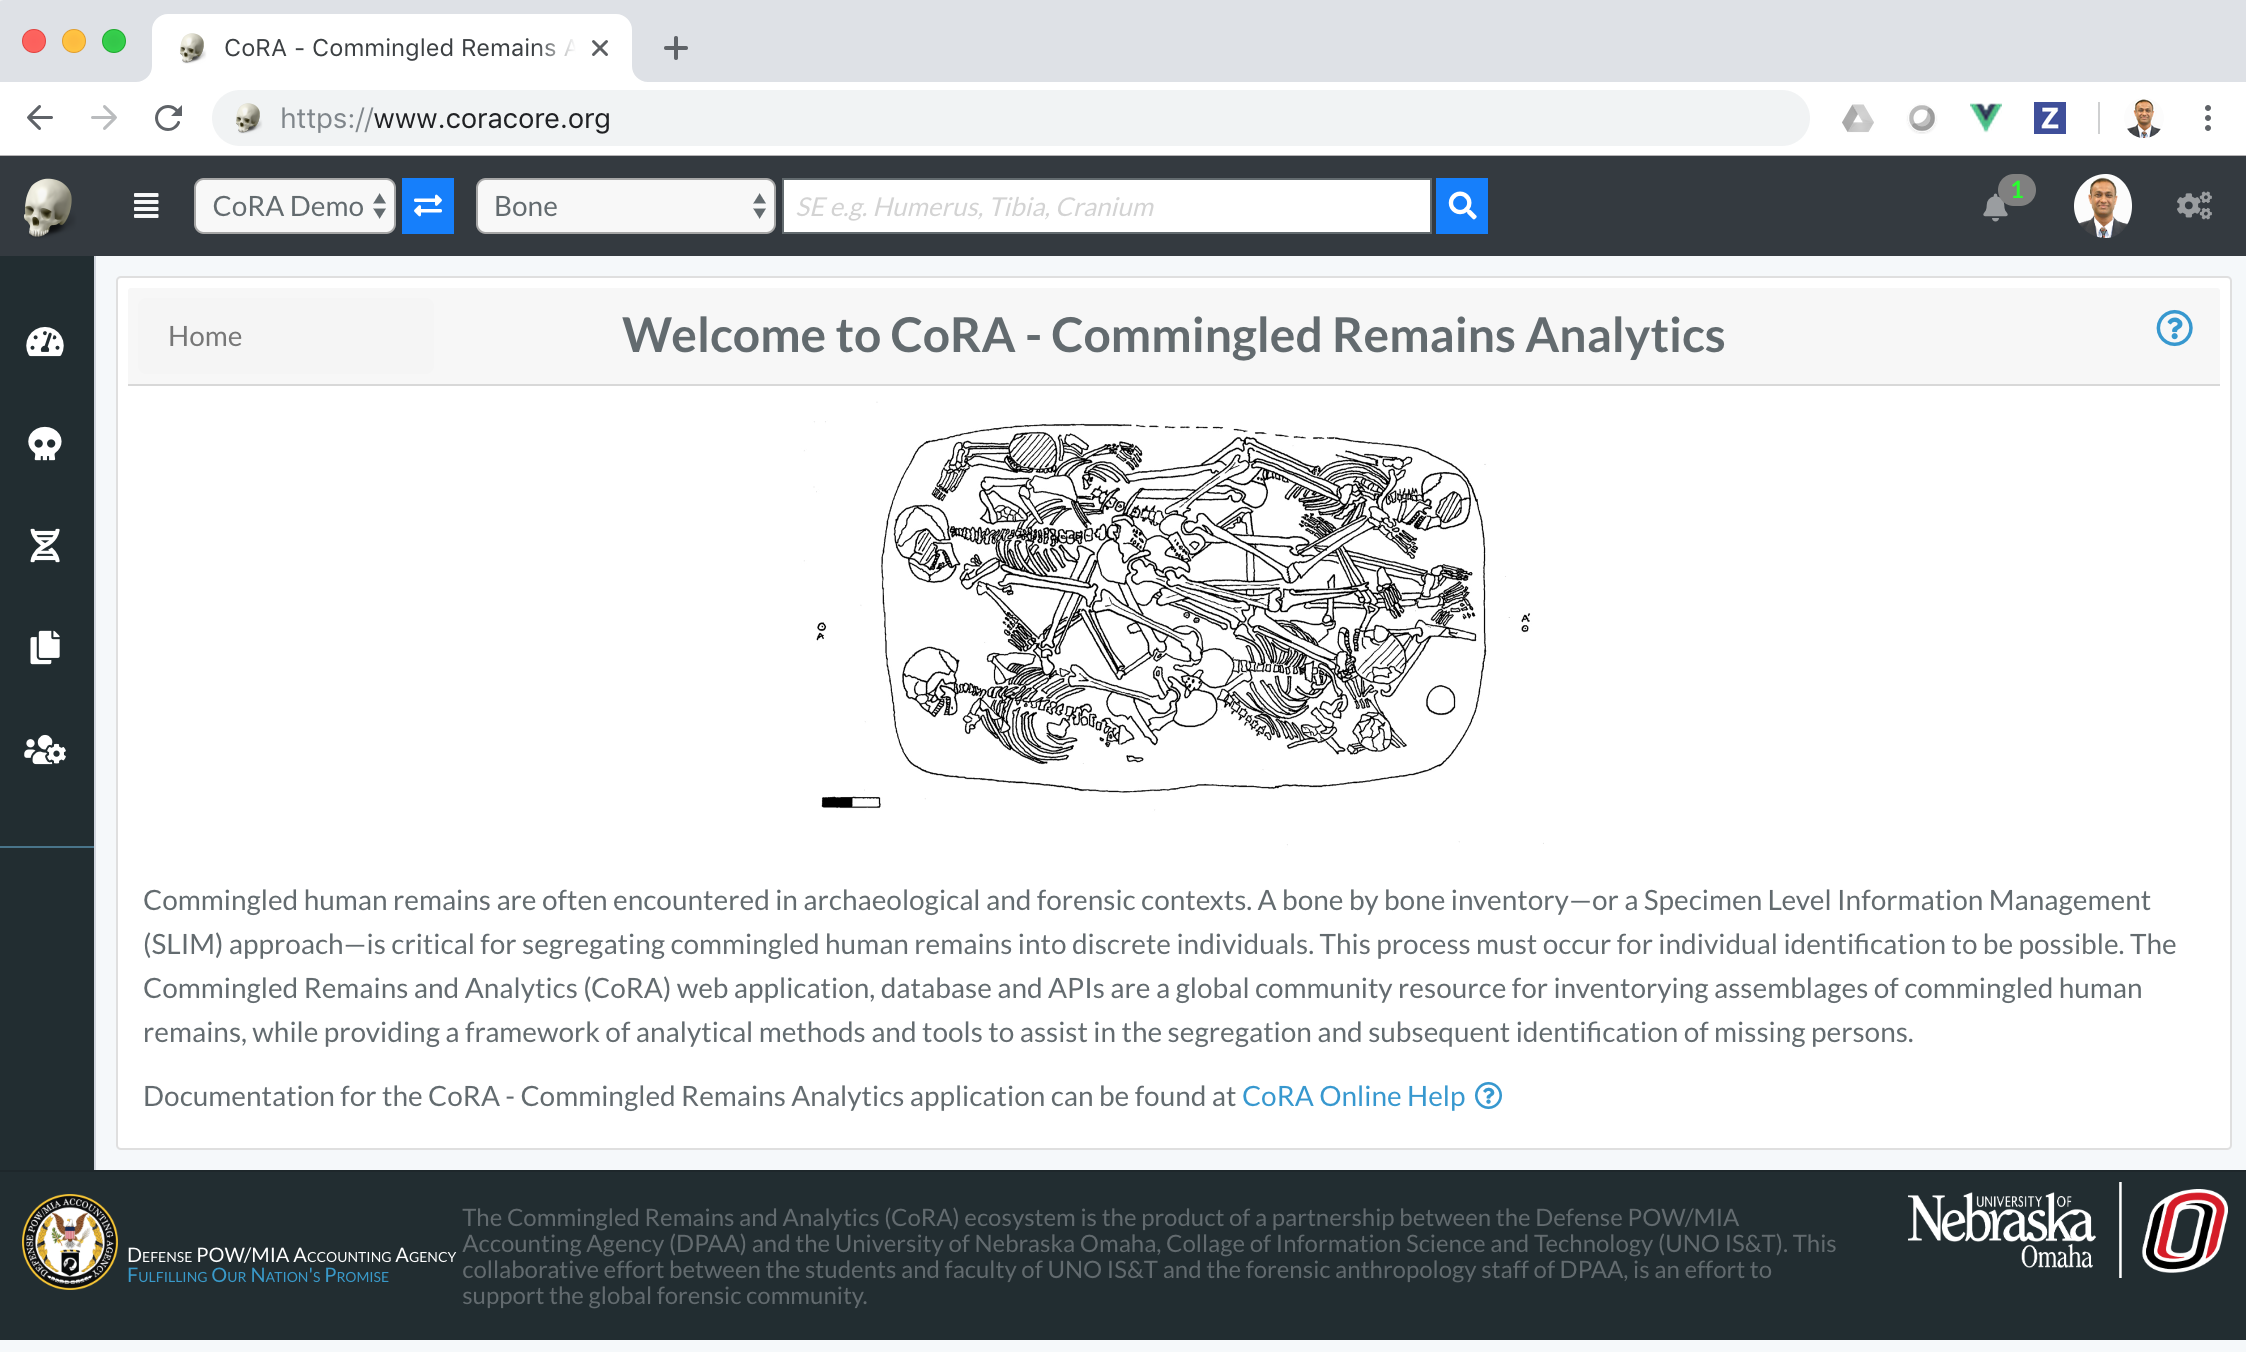 CoRA - Commingled Remains
https://www.coracore.org
Z
CoRA Demo
Bone
SE e.g. Humerus, Tibia, Cranium
1
Home
Welcome to CoRA - Commingled Remains Analytics
A
A'
Commingled human remains are often encountered in archaeological and forensic contexts. A bone by bone inventory—or a Specimen Level Information Management
(SLIM) approach—is critical for segregating commingled human remains into discrete individuals. This process must occur for individual identification to be possible. The
Commingled Remains and Analytics (CoRA) web application, database and APIs are a global community resource for inventorying assemblages of commingled human
remains, while providing a framework of analytical methods and tools to assist in the segregation and subsequent identification of missing persons.
Documentation for the CoRA - Commingled Remains Analytics application can be found at CoRA Online Help
DEFENSE POW/MIA ACCOUNTING AGENCY
DEFENSE POW/MIA ACCOUNTING AGENCY
FULFILLING OUR NATION'S PROMISE
The Commingled Remains and Analytics (CoRA) ecosystem is the product of a partnership between the Defense POW/MIA
Accounting Agency (DPAA) and the University of Nebraska Omaha, Collage of Information Science and Technology (UNO IS&T). This
collaborative effort between the students and faculty of UNO IS&T and the forensic anthropology staff of DPAA, is an effort to
support the global forensic community.
UNIVERSITY OF
Nebraska
Omaha
O